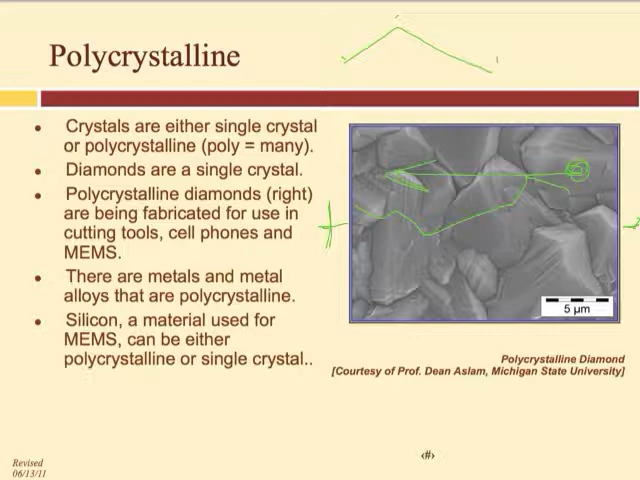 Polycrystalline
• Crystals are either single crystal
or polycrystalline (poly = many).
• Diamonds are a single crystal.
• Polycrystalline diamonds (right)
are being fabricated for use in
cutting tools, cell phones and
MEMS.
• There are metals and metal
alloys that are polycrystalline.
• Silicon, a material used for
MEMS, can be either
polycrystalline or single crystal..
5 µm
Polycrystalline Diamond
[Courtesy of Prof. Dean Aslam, Michigan State University]
Revised
06/13/11
‹#›